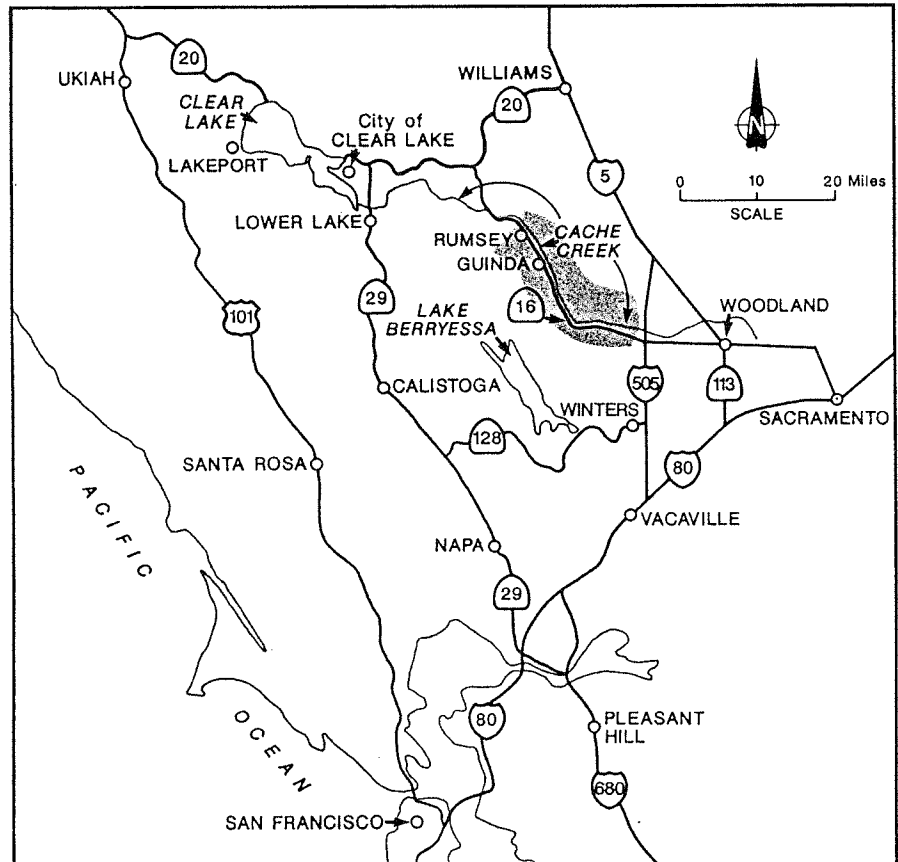 UKIAH
20
CLEAR
LAKE
LAKEPORT
City of
CLEAR LAKE
WILLIAMS
20
N
5
0 10 20 Miles
SCALE
LOWER LAKE
RUMSEY
GUINDA
CACHE
CREEK
16
WOODLAND
101
29
LAKE
BERRYESSA
CALISTOGA
505
113
WINTERS
SACRAMENTO
128
80
SANTA ROSA
VACAVILLE
NAPA
29
PACIFIC
OCEAN
80
PLEASANT
HILL
680
SAN FRANCISCO